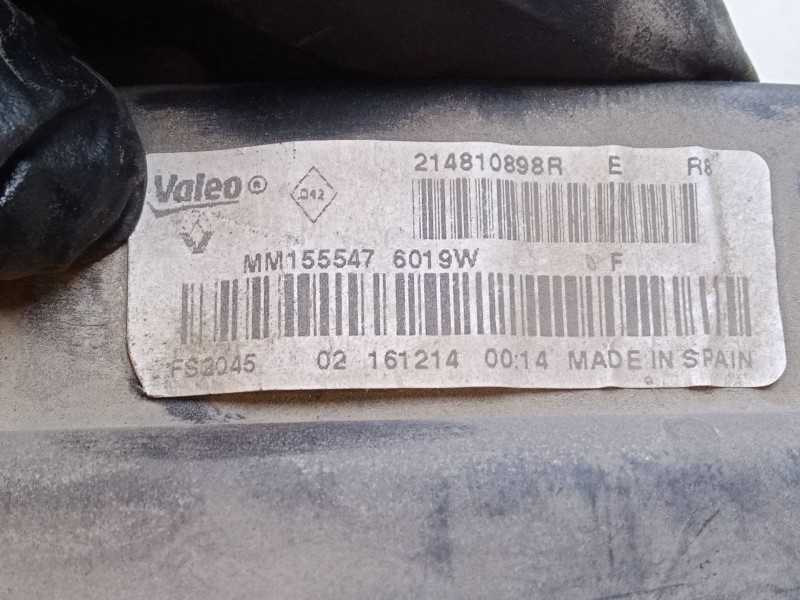 Valeo®
.D42
214810898R E R8
MM155547 6019W F
FS2045 02 161214 00:14 MADE IN SPAIN